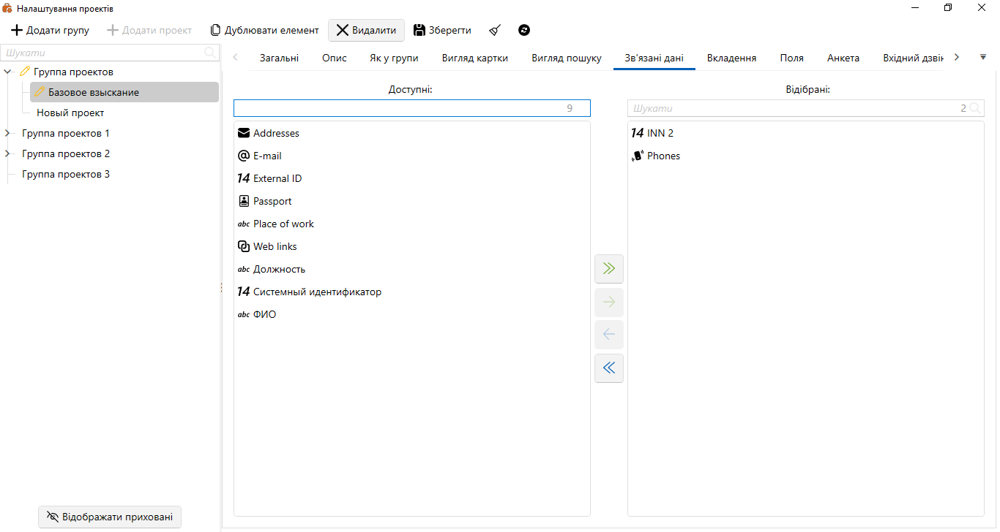 Налаштування проектів
Додати групу
Додати проект
Дублювати елемент
Видалити
Зберегти
Шукати
Группа проектов
Базовое взыскание
Новый проект
Группа проектов 1
Группа проектов 2
Группа проектов 3
Відображати приховані
Загальні
Опис
Як у групи
Вигляд картки
Вигляд пошуку
Зв'язані дані
Вкладення
Поля
Анкета
Вхідний дзвін
Доступні:
9
Addresses
E-mail
14 External ID
Passport
abc Place of work
Web links
abc Должность
14 Системный идентификатор
abc ФИО
Відібрані:
Шукати 2
14 INN 2
Phones